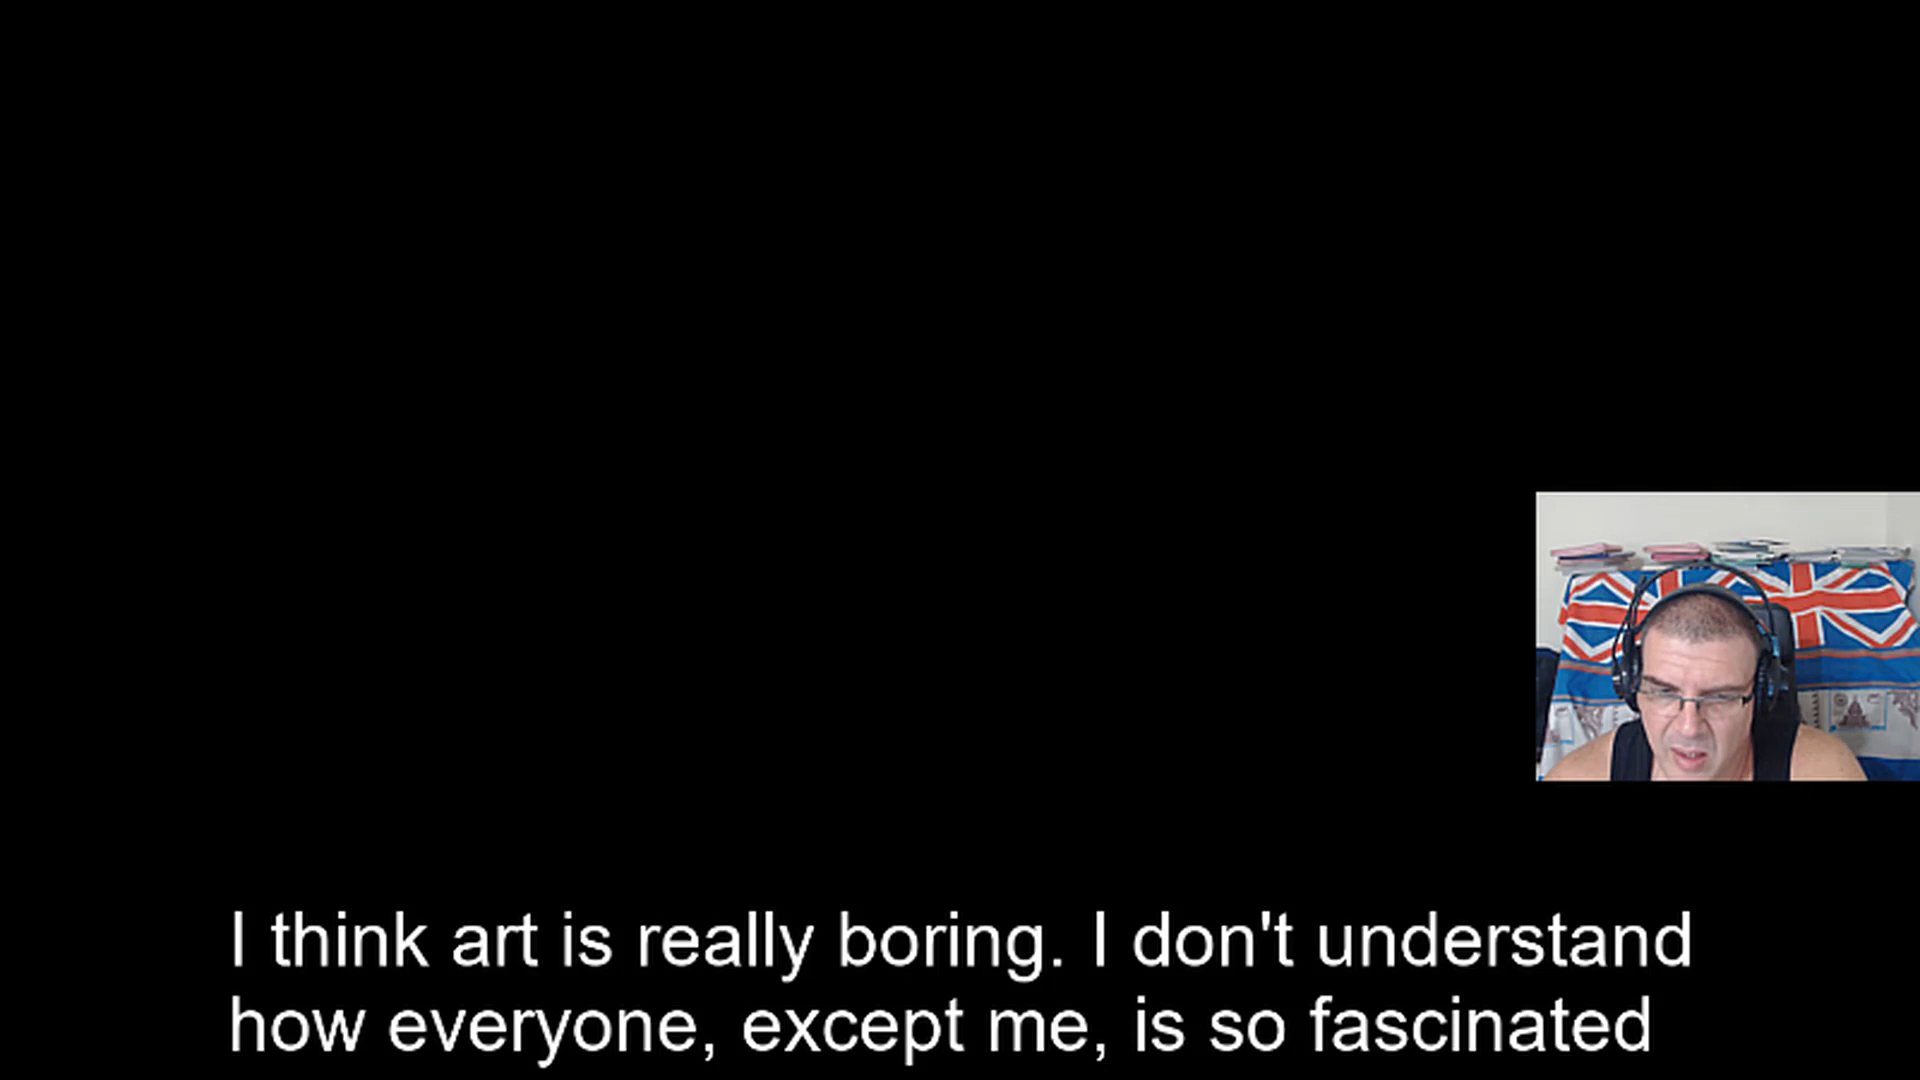 I think art is really boring. I don't understand
how everyone, except me, is so fascinated